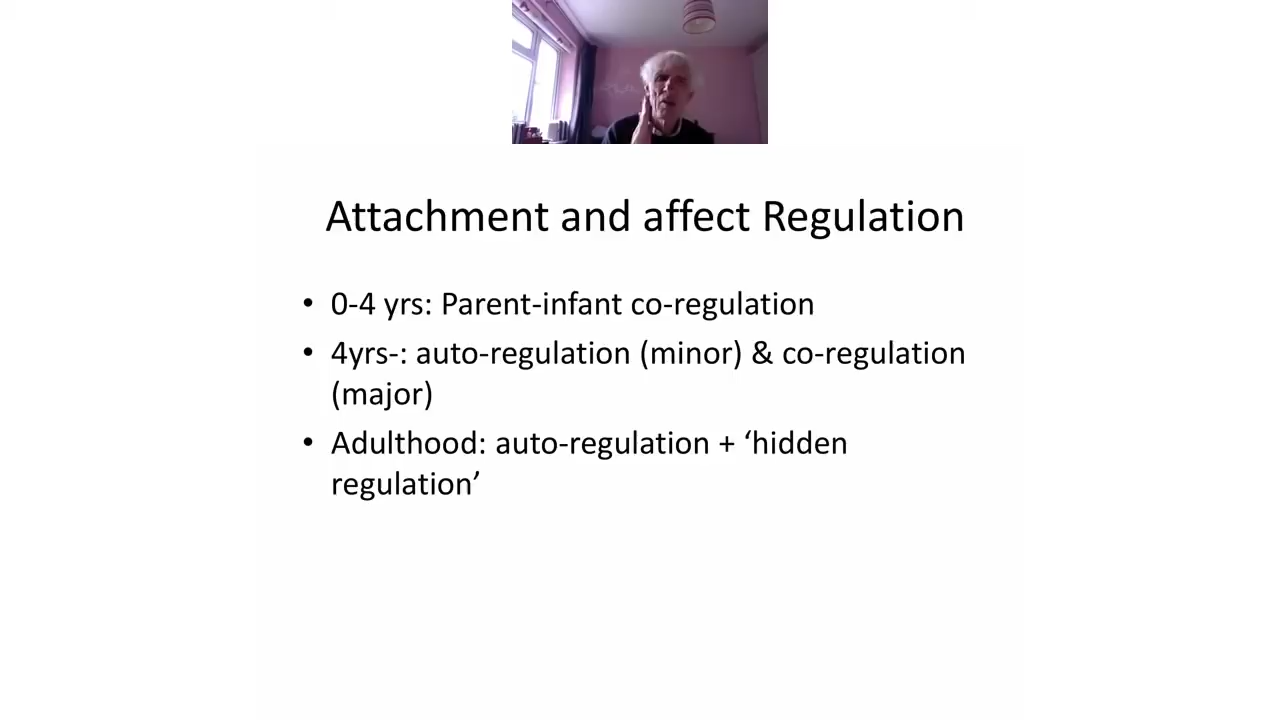 Attachment and affect Regulation
• 0-4 yrs: Parent-infant co-regulation
• 4yrs-: auto-regulation (minor) & co-regulation
(major)
• Adulthood: auto-regulation + ‘hidden
regulation’